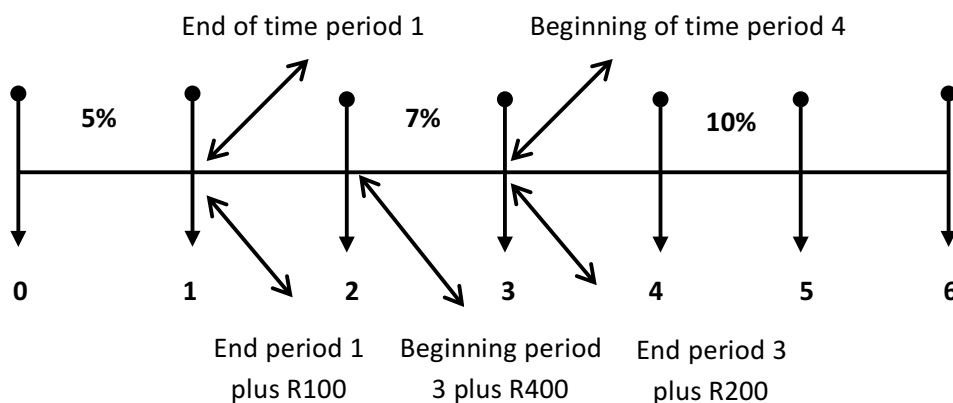 End of time period 1 Beginning of time period 4
5% 7% 10%
0 1 2 3 4 5 6
End period 1 Beginning period End period 3
plus R100 3 plus R400 plus R200